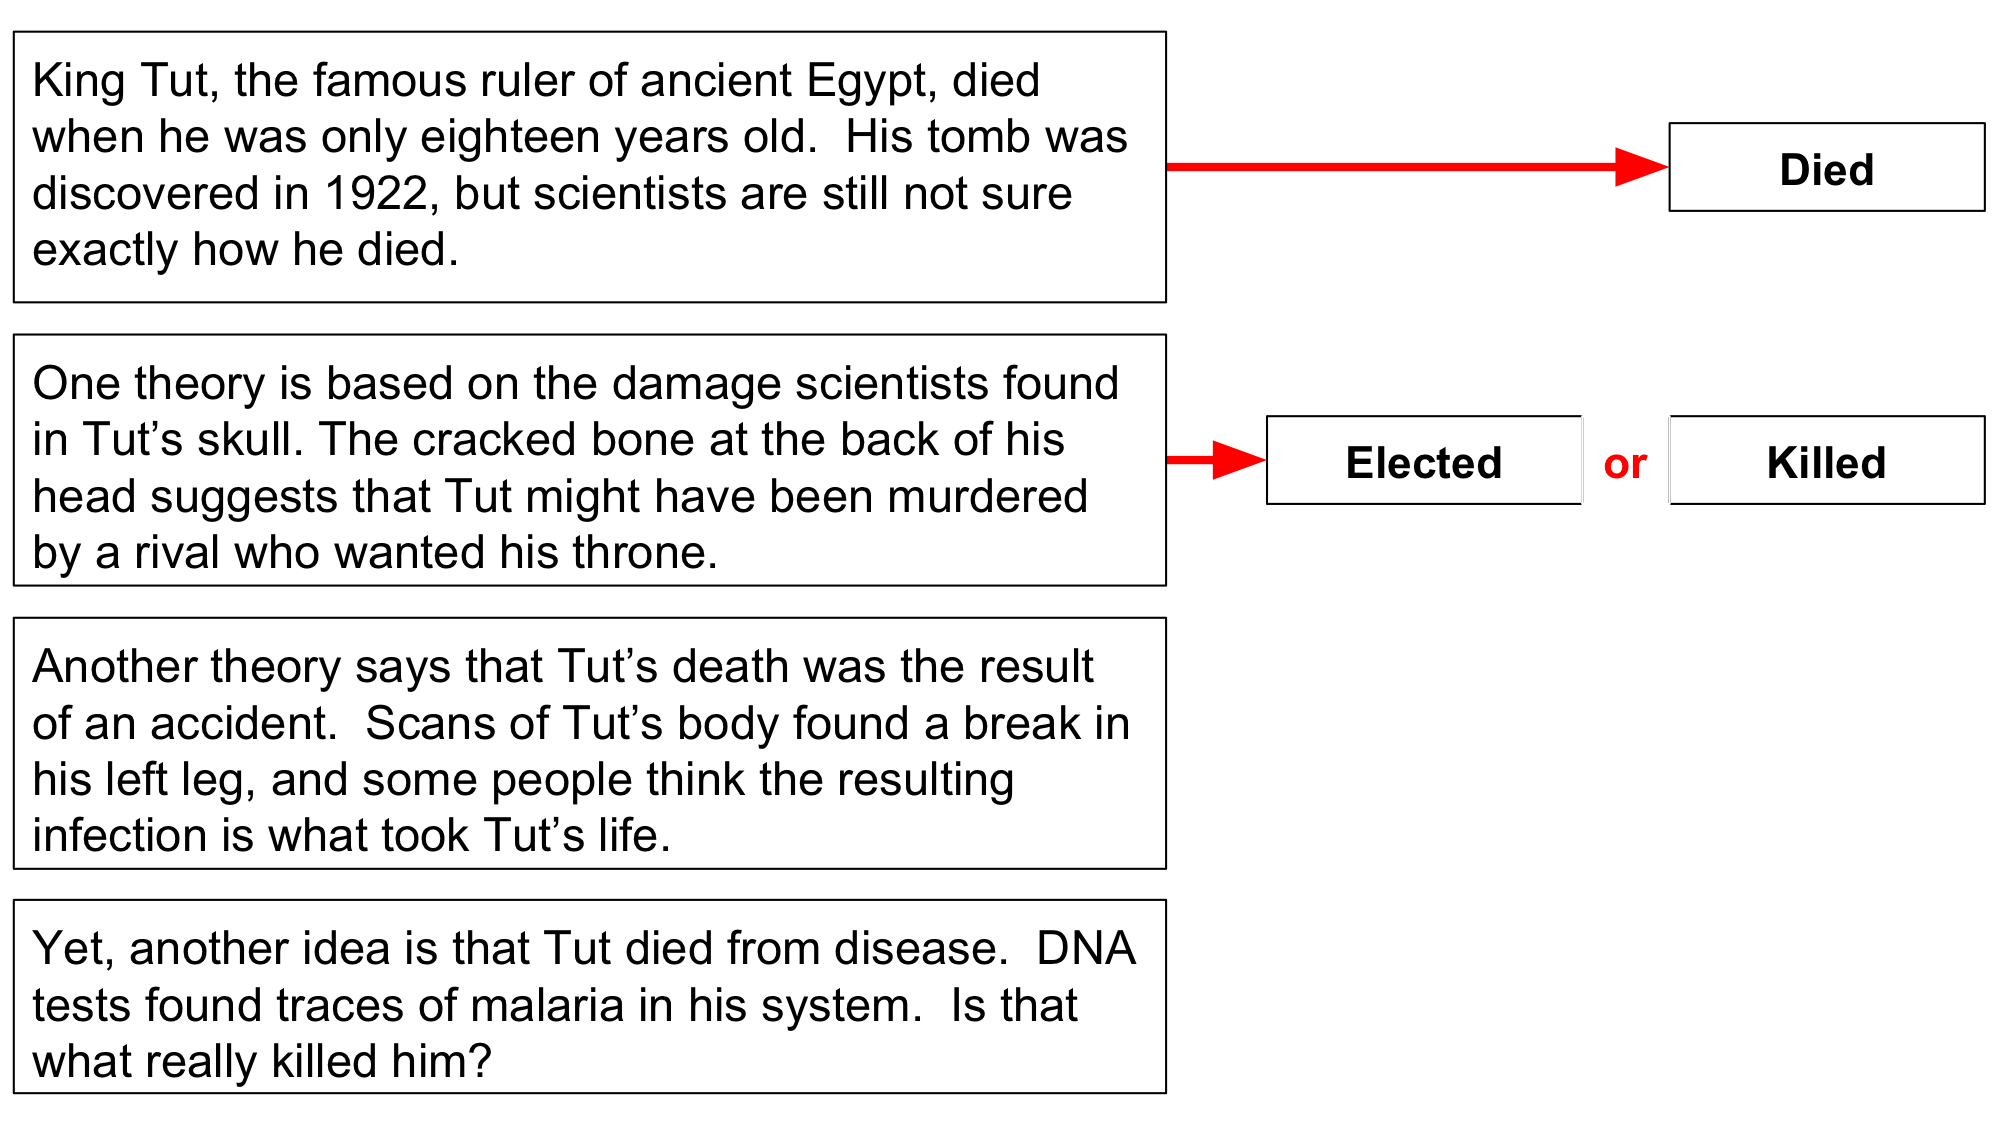 King Tut, the famous ruler of ancient Egypt, died
when he was only eighteen years old.  His tomb was
discovered in 1922, but scientists are still not sure
exactly how he died.
Died
One theory is based on the damage scientists found
in Tut’s skull. The cracked bone at the back of his
head suggests that Tut might have been murdered
by a rival who wanted his throne.
Elected or Killed
Another theory says that Tut’s death was the result
of an accident.  Scans of Tut’s body found a break in
his left leg, and some people think the resulting
infection is what took Tut’s life.
Yet, another idea is that Tut died from disease.  DNA
tests found traces of malaria in his system.  Is that
what really killed him?